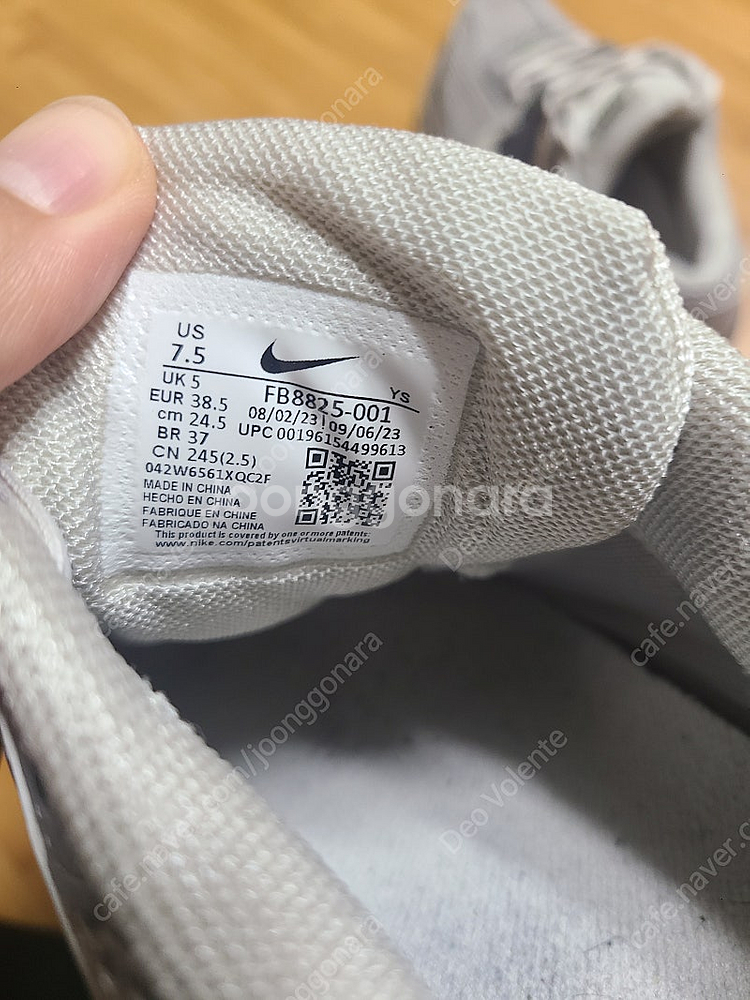 US
7.5
UK 5
EUR 38.5
cm 24.5
BR 37
CN 245(2.5)
YS
FB8825-001
08/02/23 | 09/06/23
UPC 00196154499613
042W6561XQC2F
MADE IN CHINA
HECHO EN CHINA
FABRIQUE EN CHINE
FABRICADO NA CHINA
This product is covered by one or more patents:
www.nike.com/patentsvirtualmarking
joonggonara
Deo Volente
cafe.naver.com/joonggonara